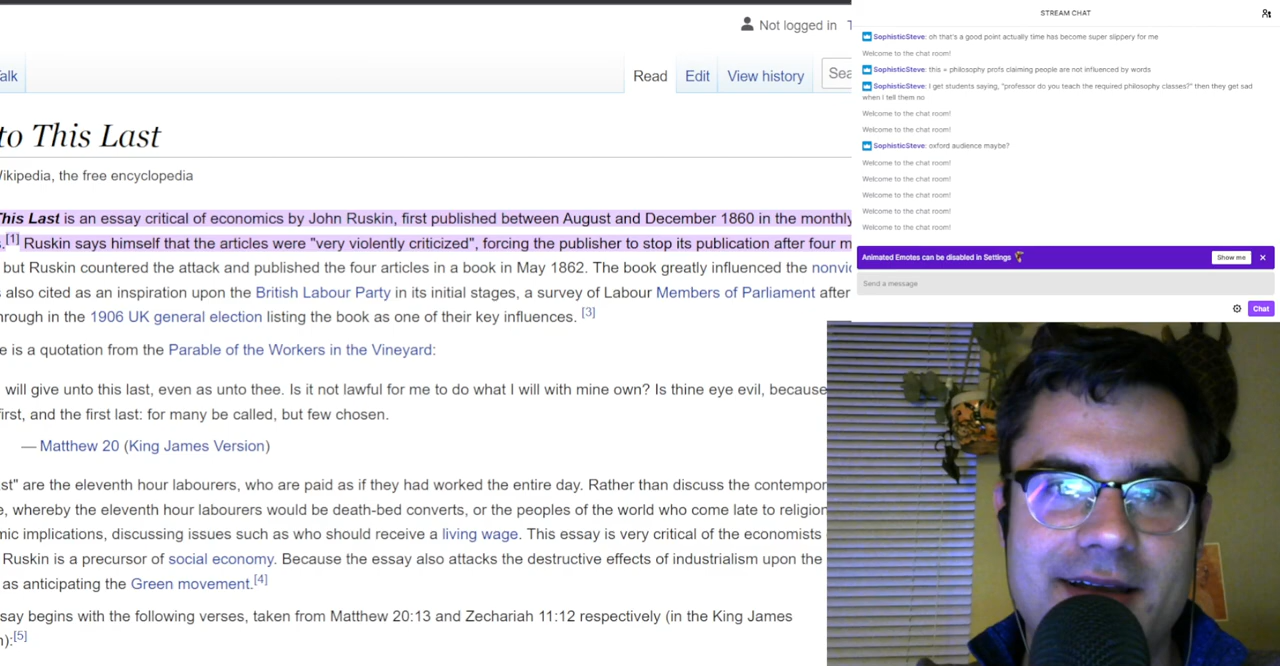 Not logged in
Talk
Read Edit View history Sea
to This Last
Wikipedia, the free encyclopedia
This Last is an essay critical of economics by John Ruskin, first published between August and December 1860 in the monthly
.[1] Ruskin says himself that the articles were "very violently criticized", forcing the publisher to stop its publication after four m
but Ruskin countered the attack and published the four articles in a book in May 1862. The book greatly influenced the nonvio
also cited as an inspiration upon the British Labour Party in its initial stages, a survey of Labour Members of Parliament after
hrough in the 1906 UK general election listing the book as one of their key influences. [3]
e is a quotation from the Parable of the Workers in the Vineyard:
will give unto this last, even as unto thee. Is it not lawful for me to do what I will with mine own? Is thine eye evil, because
first, and the first last: for many be called, but few chosen.
— Matthew 20 (King James Version)
st" are the eleventh hour labourers, who are paid as if they had worked the entire day. Rather than discuss the contempor
e, whereby the eleventh hour labourers would be death-bed converts, or the peoples of the world who come late to religion
mic implications, discussing issues such as who should receive a living wage. This essay is very critical of the economists
Ruskin is a precursor of social economy. Because the essay also attacks the destructive effects of industrialism upon the
as anticipating the Green movement.[4]
say begins with the following verses, taken from Matthew 20:13 and Zechariah 11:12 respectively (in the King James
n):[5]
STREAM CHAT
SophisticSteve: oh that's a good point actually time has become super slippery for me
Welcome to the chat room!
SophisticSteve: this + philosophy profs claiming people are not influenced by words
SophisticSteve: I get students saying, "professor do you teach the required philosophy classes?" then they get sad
when I tell them no
Welcome to the chat room!
Welcome to the chat room!
SophisticSteve: oxford audience maybe?
Welcome to the chat room!
Welcome to the chat room!
Welcome to the chat room!
Welcome to the chat room!
Welcome to the chat room!
Animated Emotes can be disabled in Settings Show me
Send a message
Chat